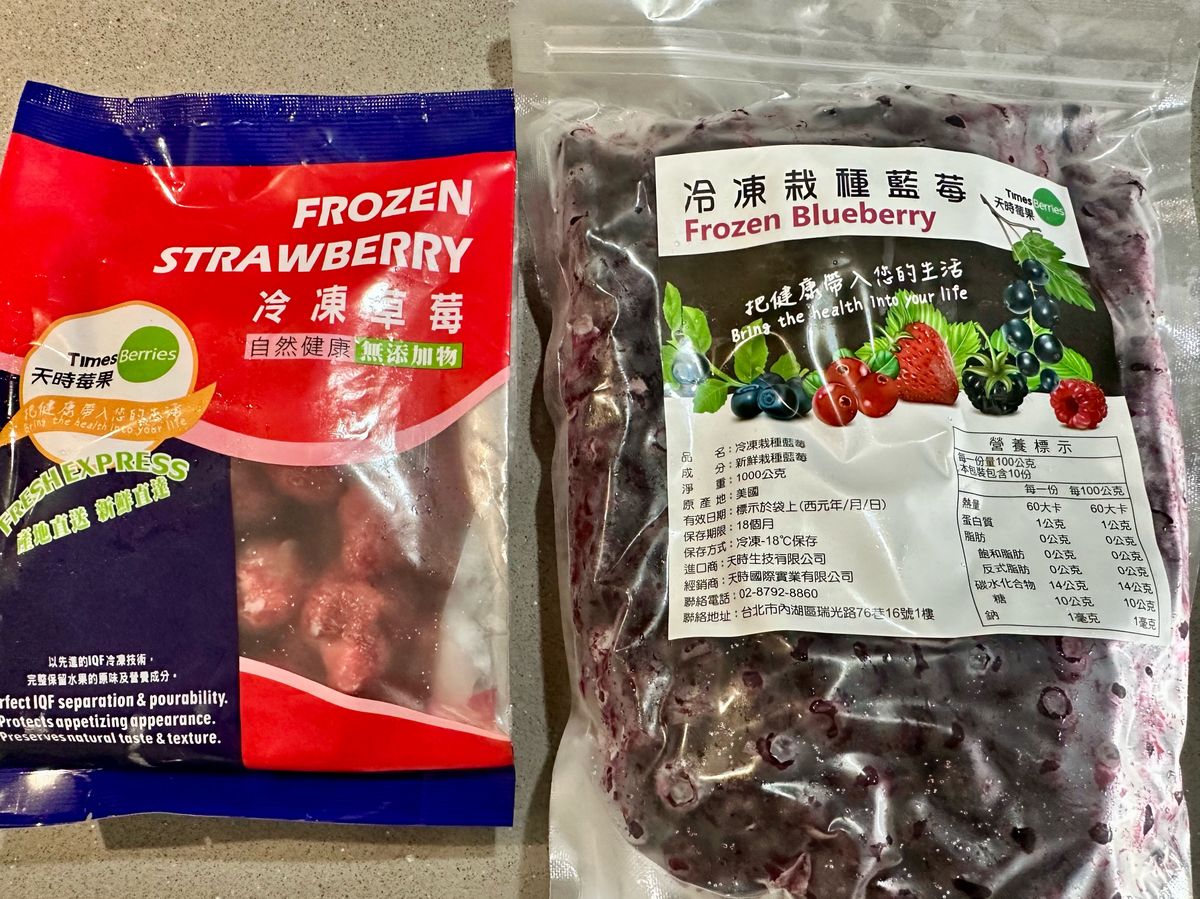 FROZEN
STRAWBERRY
冷凍草莓
自然健康 無添加物
Times Berries
天時莓果
把健康帶入您的生活
Bring the health into your life
FRESH EXPRESS
產地直送 新鮮直達
以先進的IQF冷凍技術，
完整保留水果的原味及營養成分。
rfect IQF separation & pourability.
Protects appetizing appearance.
Preserves natural taste & texture.
冷凍栽種藍莓
Frozen Blueberry
Times Berries
天時莓果
把健康帶入您的生活
Bring the health into your life
品名：冷凍栽種藍莓
成分：新鮮栽種藍莓
淨重：1000公克
原產地：美國
有效日期：標示於袋上(西元年/月/日)
保存期限：18個月
保存方式：冷凍-18℃保存
進口商：天時生技有限公司
經銷商：天時國際實業有限公司
聯絡電話：02-8792-8860
聯絡地址：台北市內湖區瑞光路76巷16號1樓
營養標示
每一份量100公克
本包裝包含10份
每一份 每100公克
熱量 60大卡 60大卡
蛋白質 1公克 1公克
脂肪 0公克 0公克
飽和脂肪 0公克 0公克
反式脂肪 0公克 0公克
碳水化合物 14公克 14公克
糖 10公克 10公克
鈉 1毫克 1毫克